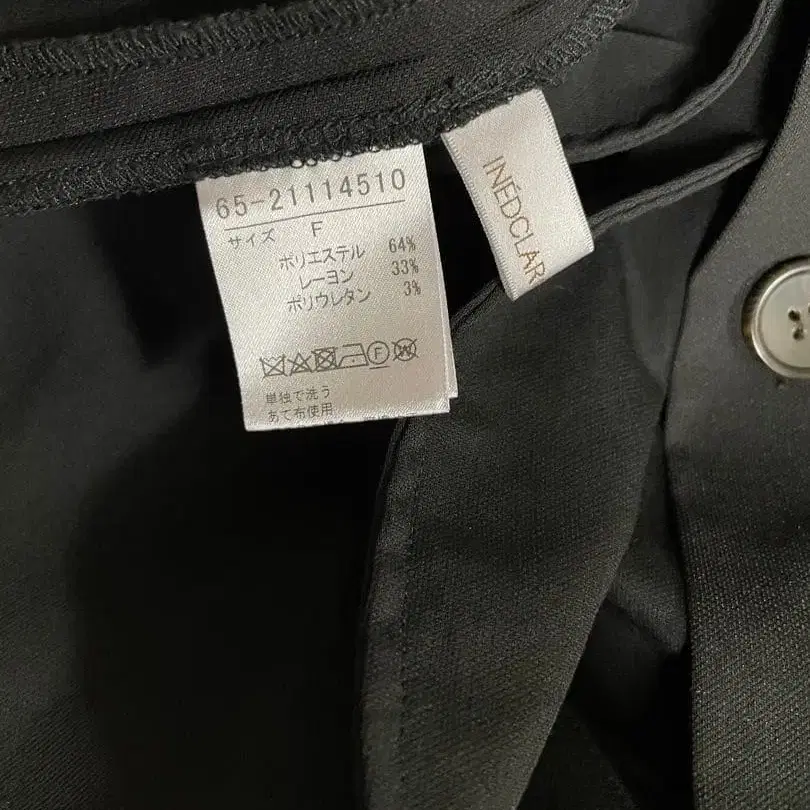 65-21114510
サイズ F
ポリエステル 64%
レーヨン 33%
ポリウレタン 3%
F W
単独で洗う
あて布使用
INÉDCLAR